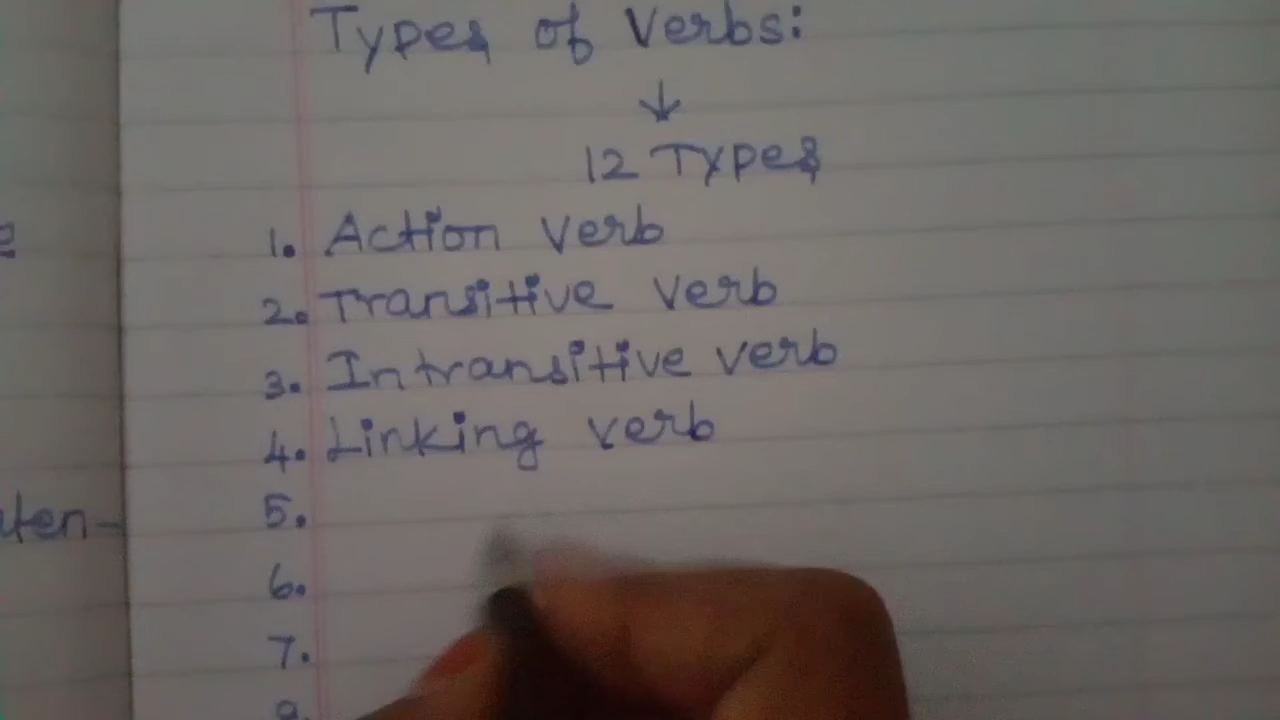 Types of Verbs:
↓
12 Types
1. Action verb
2. Transitive verb
3. Intransitive verb
4. Linking verb
5.
6.
7.